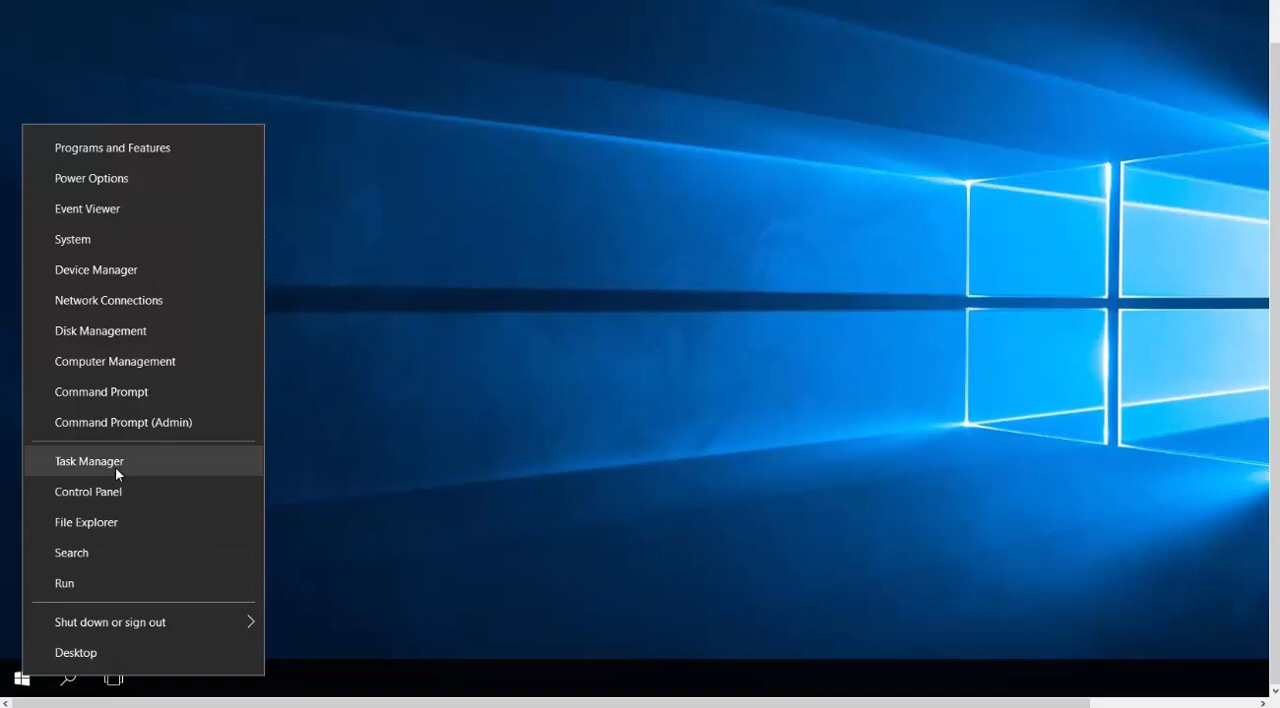 Programs and Features
Power Options
Event Viewer
System
Device Manager
Network Connections
Disk Management
Computer Management
Command Prompt
Command Prompt (Admin)
Task Manager
Control Panel
File Explorer
Search
Run
Shut down or sign out
Desktop